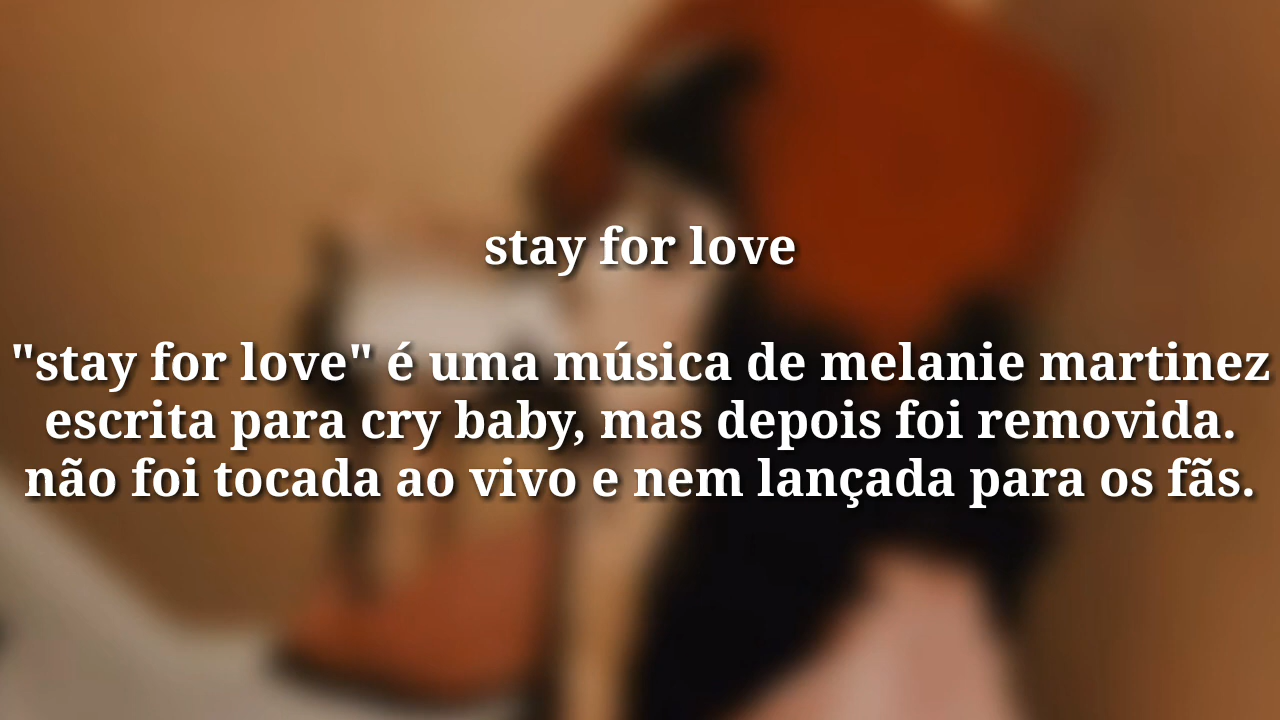 stay for love
"stay for love" é uma música de melanie martinez
escrita para cry baby, mas depois foi removida.
não foi tocada ao vivo e nem lançada para os fãs.